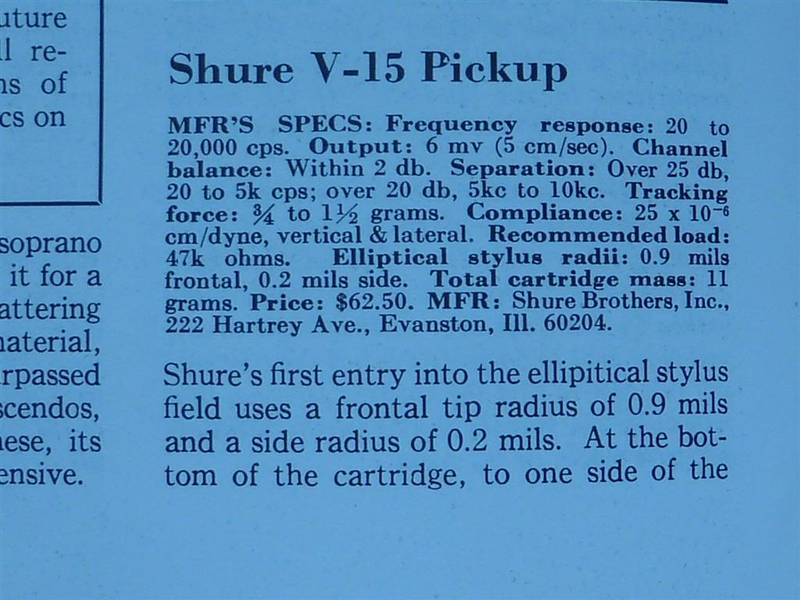 uture
ll re-
ns of
cs on
soprano
it for a
attering
naterial,
rpassed
scendos,
nese, its
ensive.
Shure V-15 Pickup
MFR'S SPECS: Frequency response: 20 to
20,000 cps. Output: 6 mv (5 cm/sec). Channel
balance: Within 2 db. Separation: Over 25 db,
20 to 5k cps; over 20 db, 5kc to 10kc. Tracking
force: ¾ to 1½ grams. Compliance: 25 x 10⁻⁶
cm/dyne, vertical & lateral. Recommended load:
47k ohms. Elliptical stylus radii: 0.9 mils
frontal, 0.2 mils side. Total cartridge mass: 11
grams. Price: $62.50. MFR: Shure Brothers, Inc.,
222 Hartrey Ave., Evanston, Ill. 60204.
Shure's first entry into the ellipitical stylus
field uses a frontal tip radius of 0.9 mils
and a side radius of 0.2 mils. At the bot-
tom of the cartridge, to one side of the